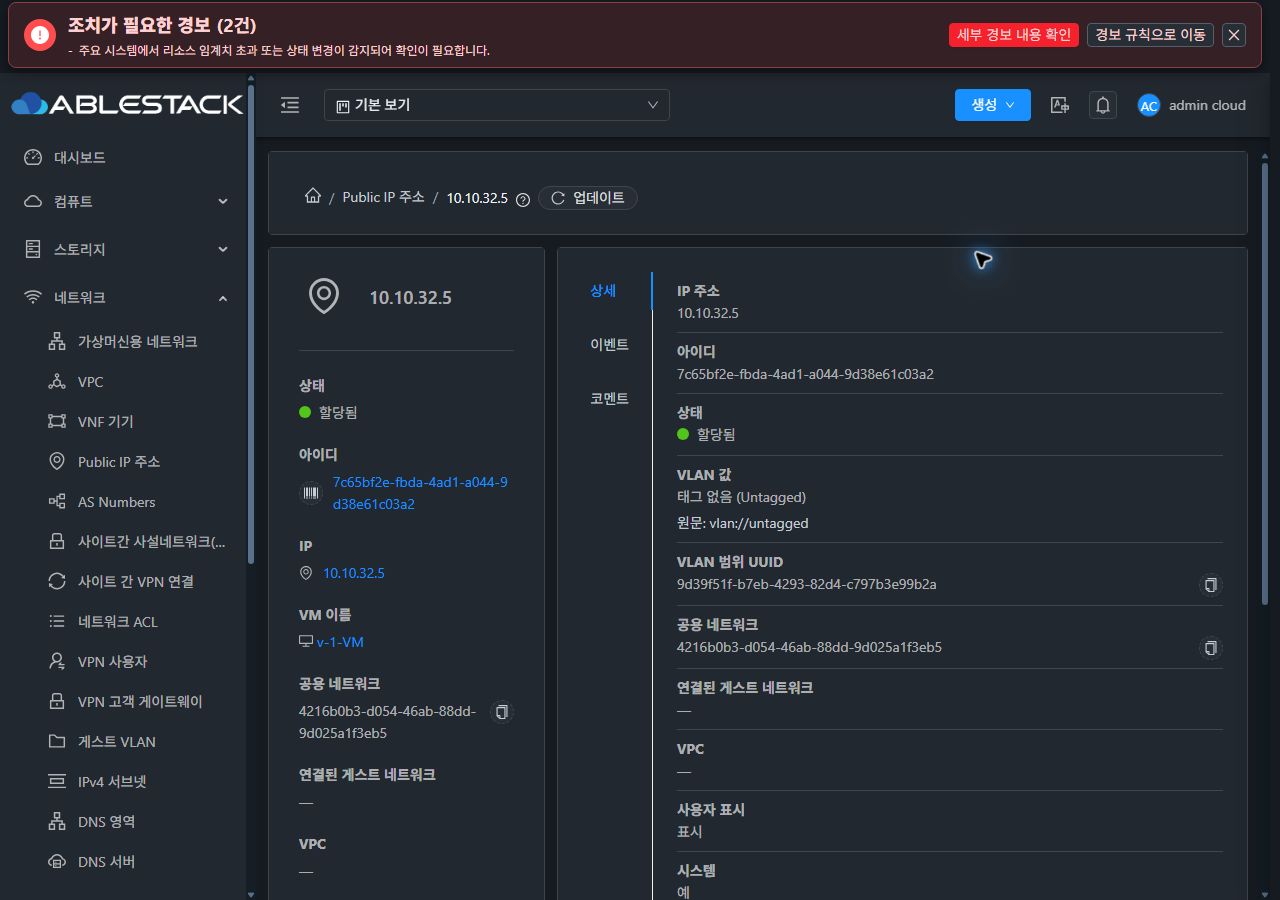 조치가 필요한 경보 (2건)
- 주요 시스템에서 리소스 임계치 초과 또는 상태 변경이 감지되어 확인이 필요합니다.
세부 경보 내용 확인
경보 규칙으로 이동
ABLESTACK
기본 보기
생성
AC
admin cloud
대시보드
컴퓨트
스토리지
네트워크
가상머신용 네트워크
VPC
VNF 기기
Public IP 주소
AS Numbers
사이트간 사설네트워크(...
사이트 간 VPN 연결
네트워크 ACL
VPN 사용자
VPN 고객 게이트웨이
게스트 VLAN
IPv4 서브넷
DNS 영역
DNS 서버
/ Public IP 주소 / 10.10.32.5
업데이트
10.10.32.5
상태
할당됨
아이디
7c65bf2e-fbda-4ad1-a044-9
d38e61c03a2
IP
10.10.32.5
VM 이름
v-1-VM
공용 네트워크
4216b0b3-d054-46ab-88dd-
9d025a1f3eb5
연결된 게스트 네트워크
—
VPC
—
상세
이벤트
코멘트
IP 주소
10.10.32.5
아이디
7c65bf2e-fbda-4ad1-a044-9d38e61c03a2
상태
할당됨
VLAN 값
태그 없음 (Untagged)
원문: vlan://untagged
VLAN 범위 UUID
9d39f51f-b7eb-4293-82d4-c797b3e99b2a
공용 네트워크
4216b0b3-d054-46ab-88dd-9d025a1f3eb5
연결된 게스트 네트워크
—
VPC
—
사용자 표시
표시
시스템
예